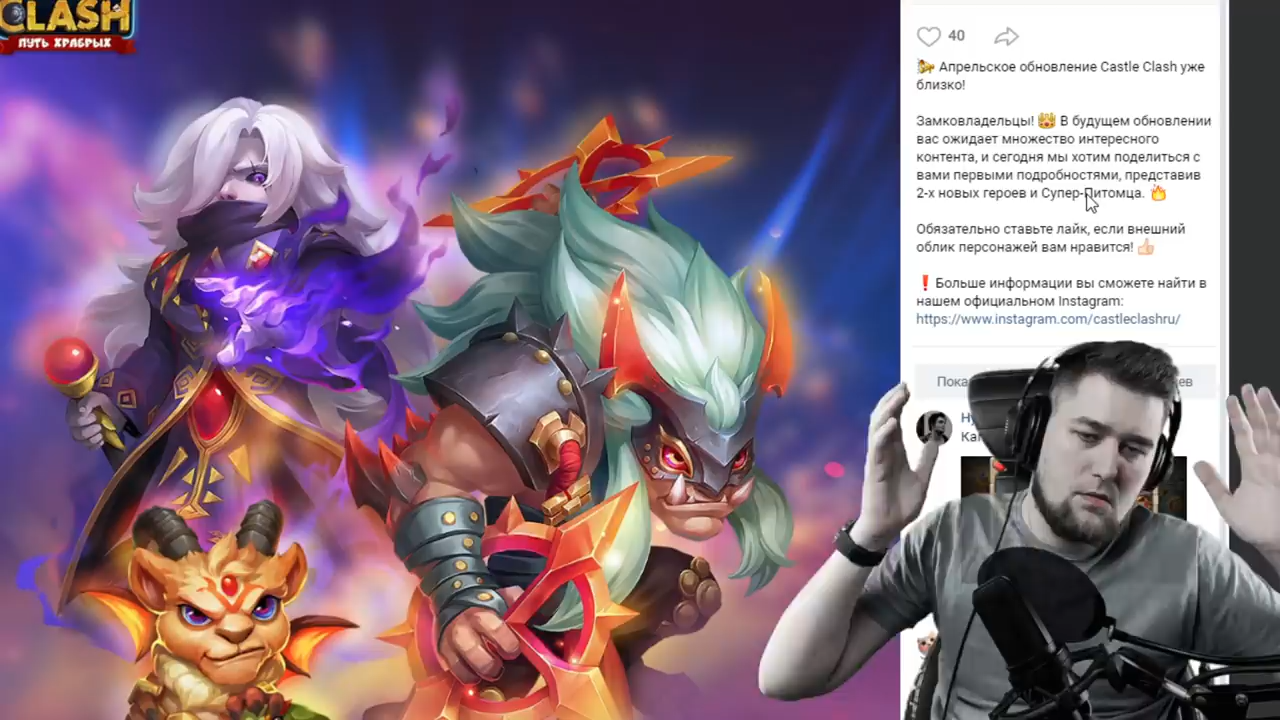 CLASH
ПУТЬ ХРАБРЫХ
40
Апрельское обновление Castle Clash уже
близко!
Замковладельцы! В будущем обновлении
вас ожидает множество интересного
контента, и сегодня мы хотим поделиться с
вами первыми подробностями, представив
2-х новых героев и Супер-Питомца.
Обязательно ставьте лайк, если внешний
облик персонажей вам нравится!
Больше информации вы сможете найти в
нашем официальном Instagram:
https://www.instagram.com/castleclashru/